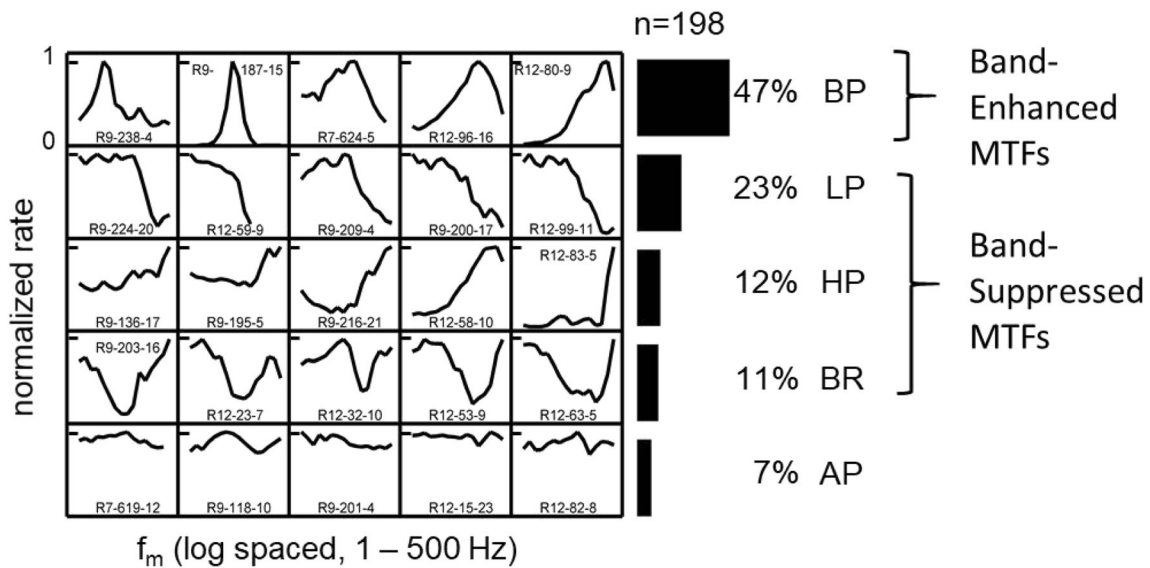 n=198
1
0
normalized rate
R9-238-4
R9- 187-15
R7-624-5
R12-96-16
R12-80-9
47% BP
Band-
Enhanced
MTFs
R9-224-20
R12-59-9
R9-209-4
R9-200-17
R12-99-11
23% LP
R9-136-17
R9-195-5
R9-216-21
R12-58-10
R12-83-5
12% HP
Band-
Suppressed
MTFs
R9-203-16
R12-23-7
R12-32-10
R12-53-9
R12-63-5
11% BR
R7-619-12
R9-118-10
R9-201-4
R12-15-23
R12-82-8
7% AP
fm (log spaced, 1 – 500 Hz)